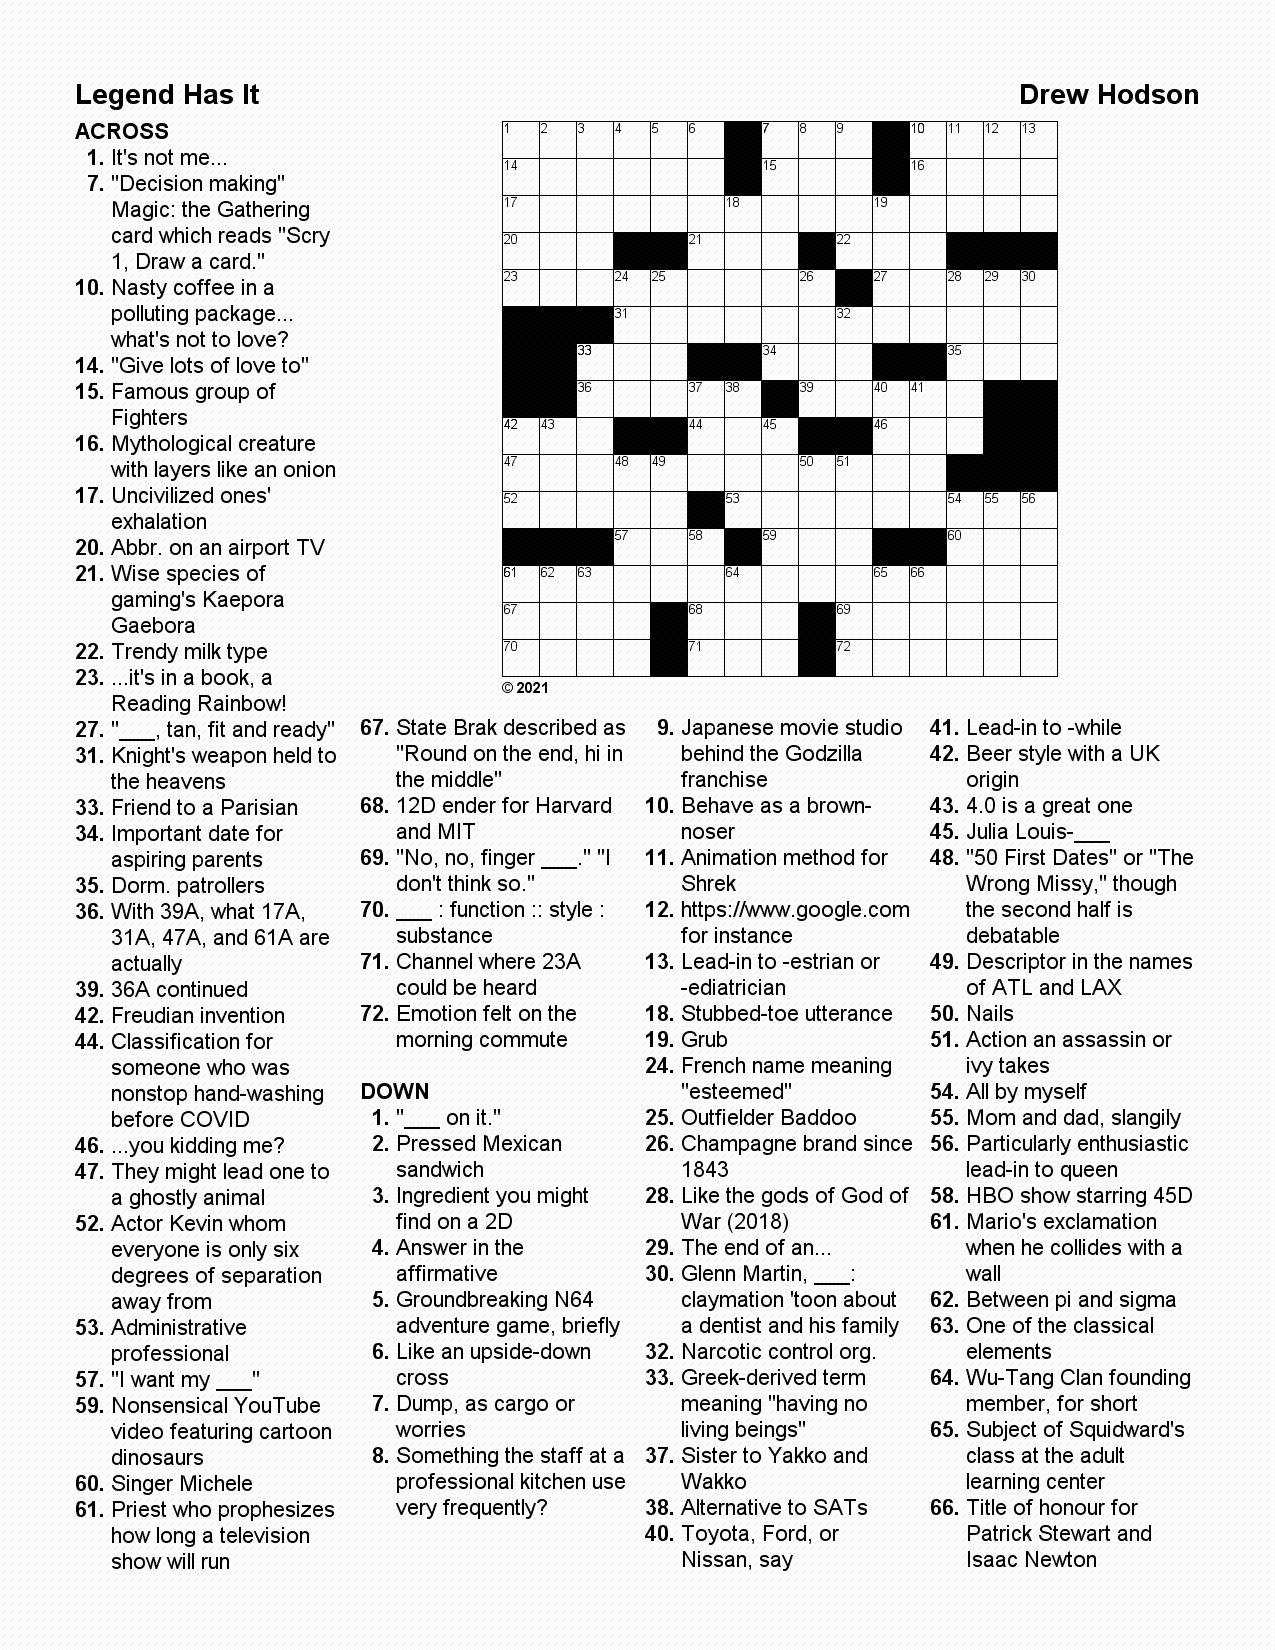 Legend Has It
Drew Hodson
ACROSS
1. It's not me...
7. "Decision making"
Magic: the Gathering
card which reads "Scry
1, Draw a card."
10. Nasty coffee in a
polluting package...
what's not to love?
14. "Give lots of love to"
15. Famous group of
Fighters
16. Mythological creature
with layers like an onion
17. Uncivilized ones'
exhalation
20. Abbr. on an airport TV
21. Wise species of
gaming's Kaepora
Gaebora
22. Trendy milk type
23. ...it's in a book, a
Reading Rainbow!
27. "___, tan, fit and ready"
31. Knight's weapon held to
the heavens
33. Friend to a Parisian
34. Important date for
aspiring parents
35. Dorm. patrollers
36. With 39A, what 17A,
31A, 47A, and 61A are
actually
39. 36A continued
42. Freudian invention
44. Classification for
someone who was
nonstop hand-washing
before COVID
46. ...you kidding me?
47. They might lead one to
a ghostly animal
52. Actor Kevin whom
everyone is only six
degrees of separation
away from
53. Administrative
professional
57. "I want my ___"
59. Nonsensical YouTube
video featuring cartoon
dinosaurs
60. Singer Michele
61. Priest who prophesizes
how long a television
show will run
1 2 3 4 5 6 7 8 9 10 11 12 13
14 15 16
17 18 19
20 21 22
23 24 25 26 27 28 29 30
31 32
33 34 35
36 37 38 39 40 41
42 43 44 45 46
47 48 49 50 51
52 53 54 55 56
57 58 59 60
61 62 63 64 65 66
67 68 69
70 71 72
© 2021
67. State Brak described as
"Round on the end, hi in
the middle"
68. 12D ender for Harvard
and MIT
69. "No, no, finger ___." "I
don't think so."
70. ___ : function :: style :
substance
71. Channel where 23A
could be heard
72. Emotion felt on the
morning commute
DOWN
1. "___ on it."
2. Pressed Mexican
sandwich
3. Ingredient you might
find on a 2D
4. Answer in the
affirmative
5. Groundbreaking N64
adventure game, briefly
6. Like an upside-down
cross
7. Dump, as cargo or
worries
8. Something the staff at a
professional kitchen use
very frequently?
9. Japanese movie studio
behind the Godzilla
franchise
10. Behave as a brown-
noser
11. Animation method for
Shrek
12. https://www.google.com
for instance
13. Lead-in to -estrian or
-ediatrician
18. Stubbed-toe utterance
19. Grub
24. French name meaning
"esteemed"
25. Outfielder Baddoo
26. Champagne brand since
1843
28. Like the gods of God of
War (2018)
29. The end of an...
30. Glenn Martin, ___:
claymation 'toon about
a dentist and his family
32. Narcotic control org.
33. Greek-derived term
meaning "having no
living beings"
37. Sister to Yakko and
Wakko
38. Alternative to SATs
40. Toyota, Ford, or
Nissan, say
41. Lead-in to -while
42. Beer style with a UK
origin
43. 4.0 is a great one
45. Julia Louis-___
48. "50 First Dates" or "The
Wrong Missy," though
the second half is
debatable
49. Descriptor in the names
of ATL and LAX
50. Nails
51. Action an assassin or
ivy takes
54. All by myself
55. Mom and dad, slangily
56. Particularly enthusiastic
lead-in to queen
58. HBO show starring 45D
61. Mario's exclamation
when he collides with a
wall
62. Between pi and sigma
63. One of the classical
elements
64. Wu-Tang Clan founding
member, for short
65. Subject of Squidward's
class at the adult
learning center
66. Title of honour for
Patrick Stewart and
Isaac Newton